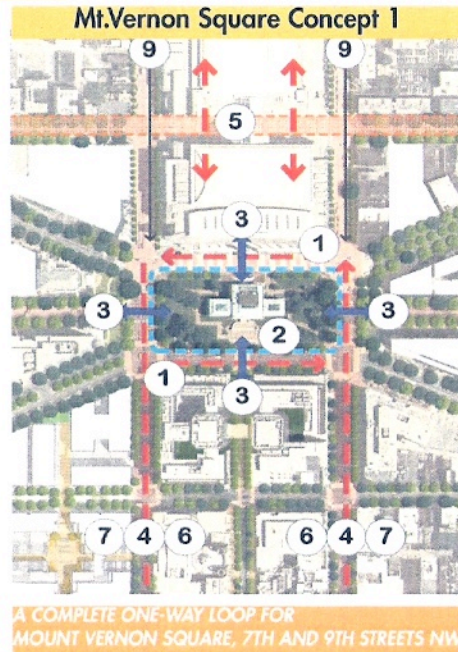 Mt.Vernon Square Concept 1
9 9
5
3
1
3 3
2
1
3
7 4 6 6 4 7
A COMPLETE ONE-WAY LOOP FOR
MOUNT VERNON SQUARE, 7TH AND 9TH STREETS NW